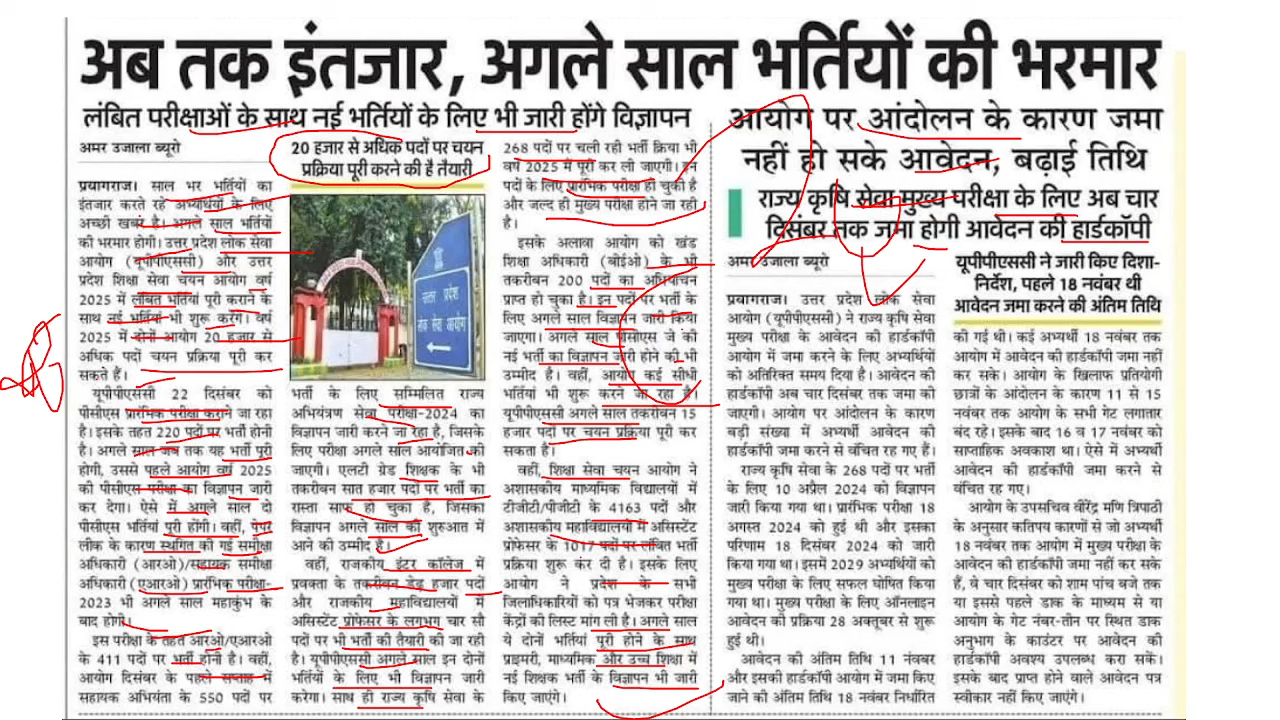 अब तक इंतजार, अगले साल भर्तियों की भरमार
लंबित परीक्षाओं के साथ नई भर्तियों के लिए भी जारी होंगे विज्ञापन
अमर उजाला ब्यूरो
प्रयागराज। साल भर भर्तियों का
इंतजार करते रहे अभ्यर्थियों के लिए
अच्छी खबर है। अगले साल भर्तियों
की भरमार होगी। उत्तर प्रदेश लोक सेवा
आयोग (यूपीपीएससी) और उत्तर
प्रदेश शिक्षा सेवा चयन आयोग वर्ष
2025 में लंबित भर्तियां पूरी कराने के
साथ नई भर्तियां भी शुरू करेंगे। वर्ष
2025 में दोनों आयोग 20 हजार से
अधिक पदों चयन प्रक्रिया पूरी कर
सकते हैं।
यूपीपीएससी 22 दिसंबर को
पीसीएस प्रारंभिक परीक्षा कराने जा रहा
है। इसके तहत 220 पदों पर भर्ती होनी
है। अगले साल जब तक यह भर्ती पूरी
होगी, उससे पहले आयोग वर्ष 2025
की पीसीएस परीक्षा का विज्ञापन जारी
कर देगा। ऐसे में अगले साल दो
पीसीएस भर्तियां पूरी होंगी। वहीं, पेपर
लीक के कारण स्थगित की गई समीक्षा
अधिकारी (आरओ)/सहायक समीक्षा
अधिकारी (एआरओ) प्रारंभिक परीक्षा-
2023 भी अगले साल महाकुंभ के
बाद होगी।
इस परीक्षा के तहत आरओ/एआरओ
के 411 पदों पर भर्ती होनी है। वहीं,
आयोग दिसंबर के पहले सप्ताह में
सहायक अभियंता के 550 पदों पर
20 हजार से अधिक पदों पर चयन
प्रक्रिया पूरी करने की है तैयारी
उत्तर प्रदेश
लोक सेवा आयोग
भर्ती के लिए सम्मिलित राज्य
अभियंत्रण सेवा परीक्षा-2024 का
विज्ञापन जारी करने जा रहा है, जिसके
लिए परीक्षा अगले साल आयोजित की
जाएगी। एलटी ग्रेड शिक्षक के भी
तकरीबन सात हजार पदों पर भर्ती का
रास्ता साफ हो चुका है, जिसका
विज्ञापन अगले साल की शुरुआत में
आने की उम्मीद है।
वहीं, राजकीय इंटर कॉलेज में
प्रवक्ता के तकरीबन डेढ़ हजार पदों
और राजकीय महाविद्यालयों में
असिस्टेंट प्रोफेसर के लगभग चार सौ
पदों पर भी भर्ती की तैयारी की जा रही
है। यूपीपीएससी अगले साल इन दोनों
भर्तियों के लिए भी विज्ञापन जारी
करेगा। साथ ही राज्य कृषि सेवा के
268 पदों पर चली रही भर्ती क्रिया भी
वर्ष 2025 में पूरी कर ली जाएगी। इन
पदों के लिए प्रारंभिक परीक्षा हो चुकी है
और जल्द ही मुख्य परीक्षा होने जा रही
है।
इसके अलावा आयोग को खंड
शिक्षा अधिकारी (बीईओ) के भी
तकरीबन 200 पदों का अधियाचन
प्राप्त हो चुका है। इन पदों पर भर्ती के
लिए अगले साल विज्ञापन जारी किया
जाएगा। अगले साल पीसीएस जे की
नई भर्ती का विज्ञापन जारी होने की भी
उम्मीद है। वहीं, आयोग कई सीधी
भर्तियां भी शुरू करने जा रहा है।
यूपीपीएससी अगले साल तकरीबन 15
हजार पदों पर चयन प्रक्रिया पूरी कर
सकता है।
वहीं, शिक्षा सेवा चयन आयोग ने
अशासकीय माध्यमिक विद्यालयों में
टीजीटी/पीजीटी के 4163 पदों और
अशासकीय महाविद्यालयों में असिस्टेंट
प्रोफेसर के 1017 पदों पर लंबित भर्ती
प्रक्रिया शुरू कर दी है। इसके लिए
आयोग ने प्रदेश के सभी
जिलाधिकारियों को पत्र भेजकर परीक्षा
केंद्रों की लिस्ट मांग ली है। अगले साल
ये दोनों भर्तियां पूरी होने के साथ
प्राइमरी, माध्यमिक और उच्च शिक्षा में
नई शिक्षक भर्ती के विज्ञापन भी जारी
किए जाएंगे।
आयोग पर आंदोलन के कारण जमा
नहीं हो सके आवेदन, बढ़ाई तिथि
राज्य कृषि सेवा मुख्य परीक्षा के लिए अब चार
दिसंबर तक जमा होगी आवेदन की हार्डकॉपी
अमर उजाला ब्यूरो
प्रयागराज। उत्तर प्रदेश लोक सेवा
आयोग (यूपीपीएससी) ने राज्य कृषि सेवा
मुख्य परीक्षा के आवेदन की हार्डकॉपी
आयोग में जमा करने के लिए अभ्यर्थियों
को अतिरिक्त समय दिया है। आवेदन की
हार्डकॉपी अब चार दिसंबर तक जमा की
जाएगी। आयोग पर आंदोलन के कारण
बड़ी संख्या में अभ्यर्थी आवेदन की
हार्डकॉपी जमा करने से वंचित रह गए हैं।
राज्य कृषि सेवा के 268 पदों पर भर्ती
के लिए 10 अप्रैल 2024 को विज्ञापन
जारी किया गया था। प्रारंभिक परीक्षा 18
अगस्त 2024 को हुई थी और इसका
परिणाम 18 दिसंबर 2024 को जारी
किया गया था। इसमें 2029 अभ्यर्थियों को
मुख्य परीक्षा के लिए सफल घोषित किया
गया था। मुख्य परीक्षा के लिए ऑनलाइन
आवेदन की प्रक्रिया 28 अक्तूबर से शुरू
हुई थी।
आवेदन की अंतिम तिथि 11 नवंबर
और इसकी हार्डकॉपी आयोग में जमा किए
जाने की अंतिम तिथि 18 नवंबर निर्धारित
यूपीपीएससी ने जारी किए दिशा-
निर्देश, पहले 18 नवंबर थी
आवेदन जमा करने की अंतिम तिथि
की गई थी। कई अभ्यर्थी 18 नवंबर तक
आयोग में आवेदन की हार्डकॉपी जमा नहीं
कर सके। आयोग के खिलाफ प्रतियोगी
छात्रों के आंदोलन के कारण 11 से 15
नवंबर तक आयोग के सभी गेट लगातार
बंद रहे। इसके बाद 16 व 17 नवंबर को
साप्ताहिक अवकाश था। ऐसे में अभ्यर्थी
आवेदन की हार्डकॉपी जमा करने से
वंचित रह गए।
आयोग के उपसचिव वीरेंद्र मणि त्रिपाठी
के अनुसार कतिपय कारणों से जो अभ्यर्थी
18 नवंबर तक आयोग में मुख्य परीक्षा के
आवेदन की हार्डकॉपी जमा नहीं कर सके
हैं, वे चार दिसंबर को शाम पांच बजे तक
या इससे पहले डाक के माध्यम से या
आयोग के गेट नंबर-तीन पर स्थित डाक
अनुभाग के काउंटर पर आवेदन की
हार्डकॉपी अवश्य उपलब्ध करा सकें।
इसके बाद प्राप्त होने वाले आवेदन पत्र
स्वीकार नहीं किए जाएंगे।